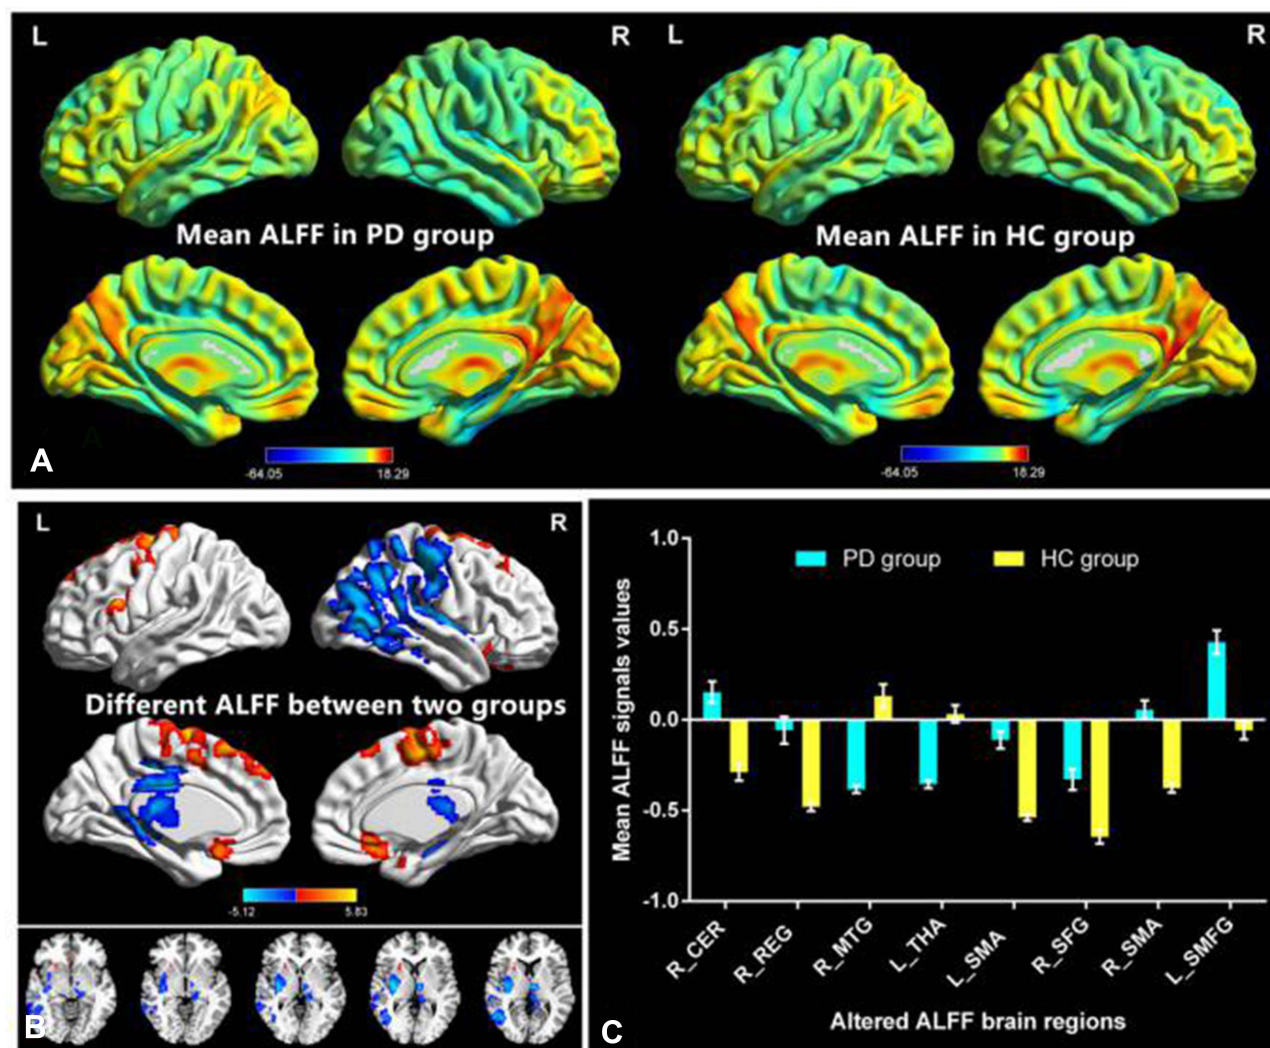 L
R
L
R
Mean ALFF in PD group
Mean ALFF in HC group
A
A
-64.05
18.29
-64.05
18.29
L
R
Different ALFF between two groups
-5.12
5.83
B
1.0
0.5
0.0
-0.5
-1.0
Mean ALFF signals values
PD group
HC group
R_CER
R_REG
R_MTG
L_THA
L_SMA
R_SFG
R_SMA
L_SMFG
Altered ALFF brain regions
C